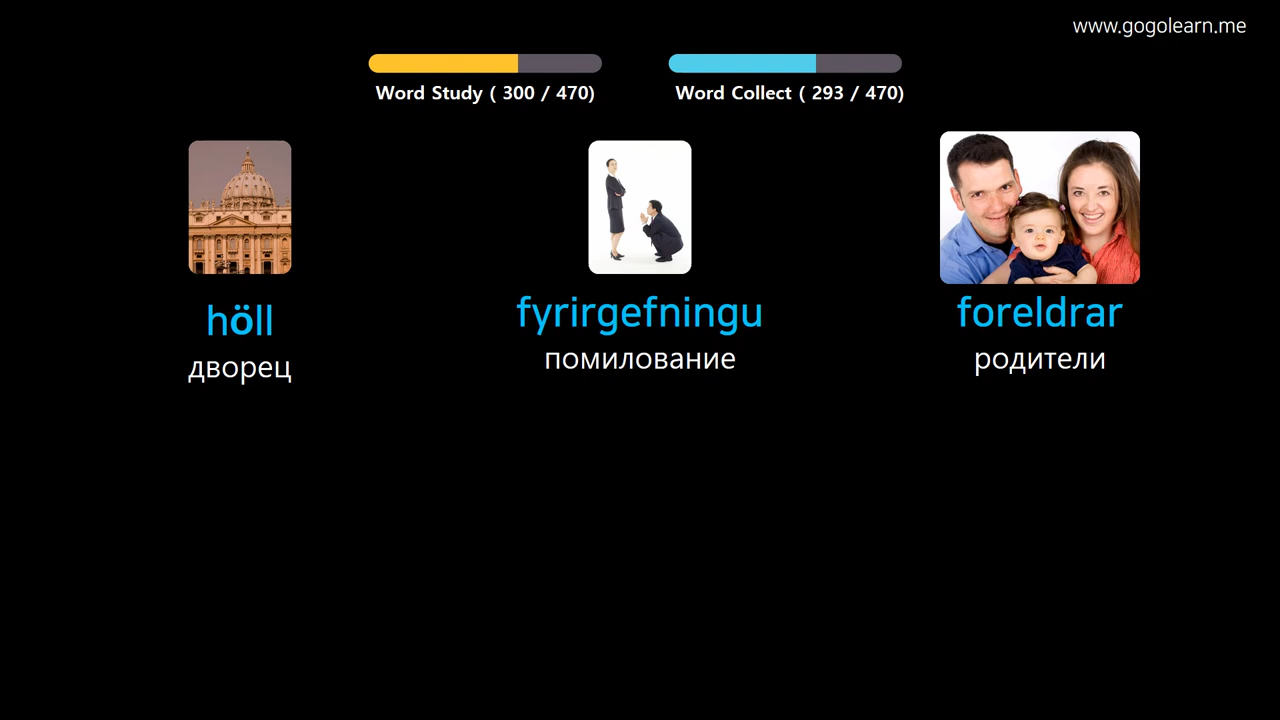 www.gogolearn.me
Word Study ( 300 / 470)
Word Collect ( 293 / 470)
höll
дворец
fyrirgefningu
помилование
foreldrar
родители